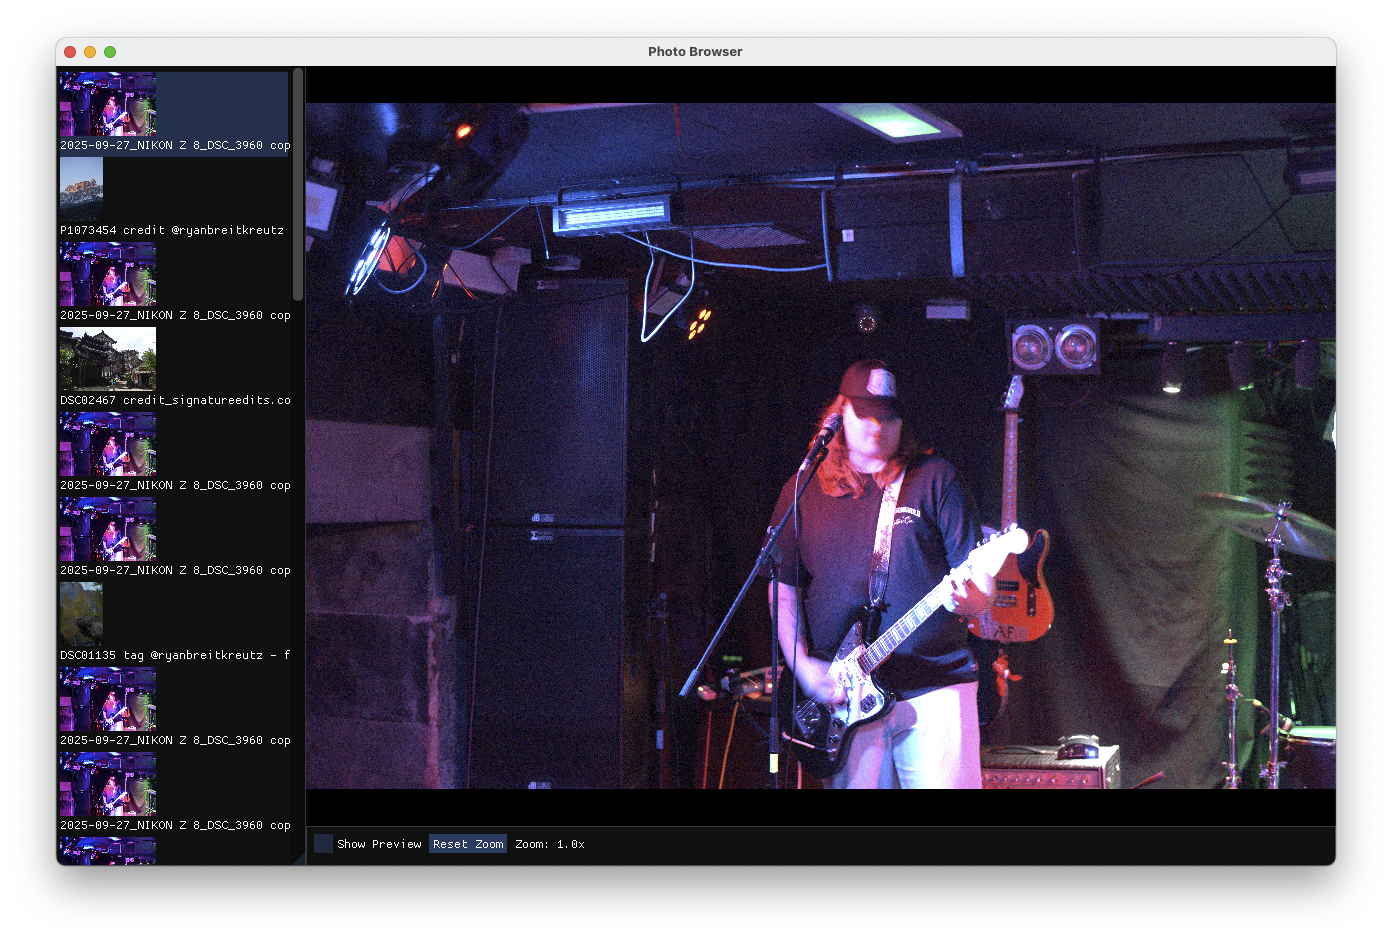 Photo Browser
2025-09-27_NIKON Z 8_DSC_3960 cop
P1073454 credit @ryanbreitkreutz
2025-09-27_NIKON Z 8_DSC_3960 cop
DSC02467 credit_signatureedits.co
2025-09-27_NIKON Z 8_DSC_3960 cop
2025-09-27_NIKON Z 8_DSC_3960 cop
DSC01135 tag @ryanbreitkreutz - f
2025-09-27_NIKON Z 8_DSC_3960 cop
2025-09-27_NIKON Z 8_DSC_3960 cop
AF
Show Preview
Reset Zoom
Zoom: 1.0x